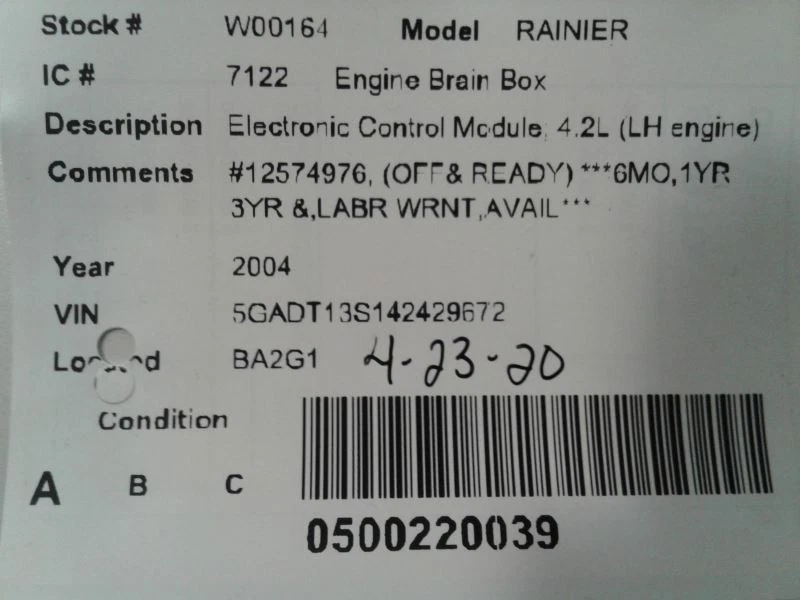 Stock # W00164 Model RAINIER
IC # 7122 Engine Brain Box
Description Electronic Control Module, 4.2L (LH engine)
Comments #12574976, (OFF& READY) ***6MO,1YR
3YR &,LABR WRNT,AVAIL***
Year 2004
VIN 5GADT13S142429672
Located BA2G1 4-23-20
Condition
A B C
0500220039